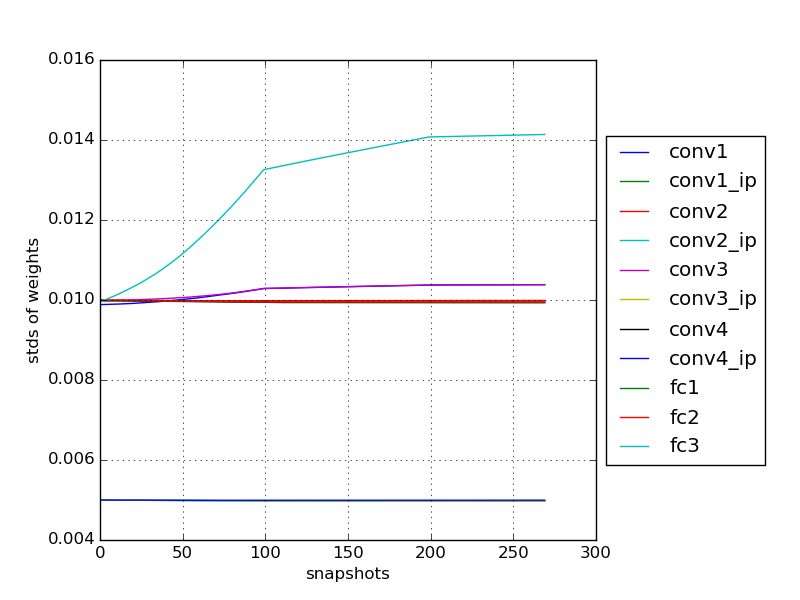 0.016
0.014
0.012
0.010
0.008
0.006
0.004
stds of weights
0 50 100 150 200 250 300
snapshots
conv1
conv1_ip
conv2
conv2_ip
conv3
conv3_ip
conv4
conv4_ip
fc1
fc2
fc3